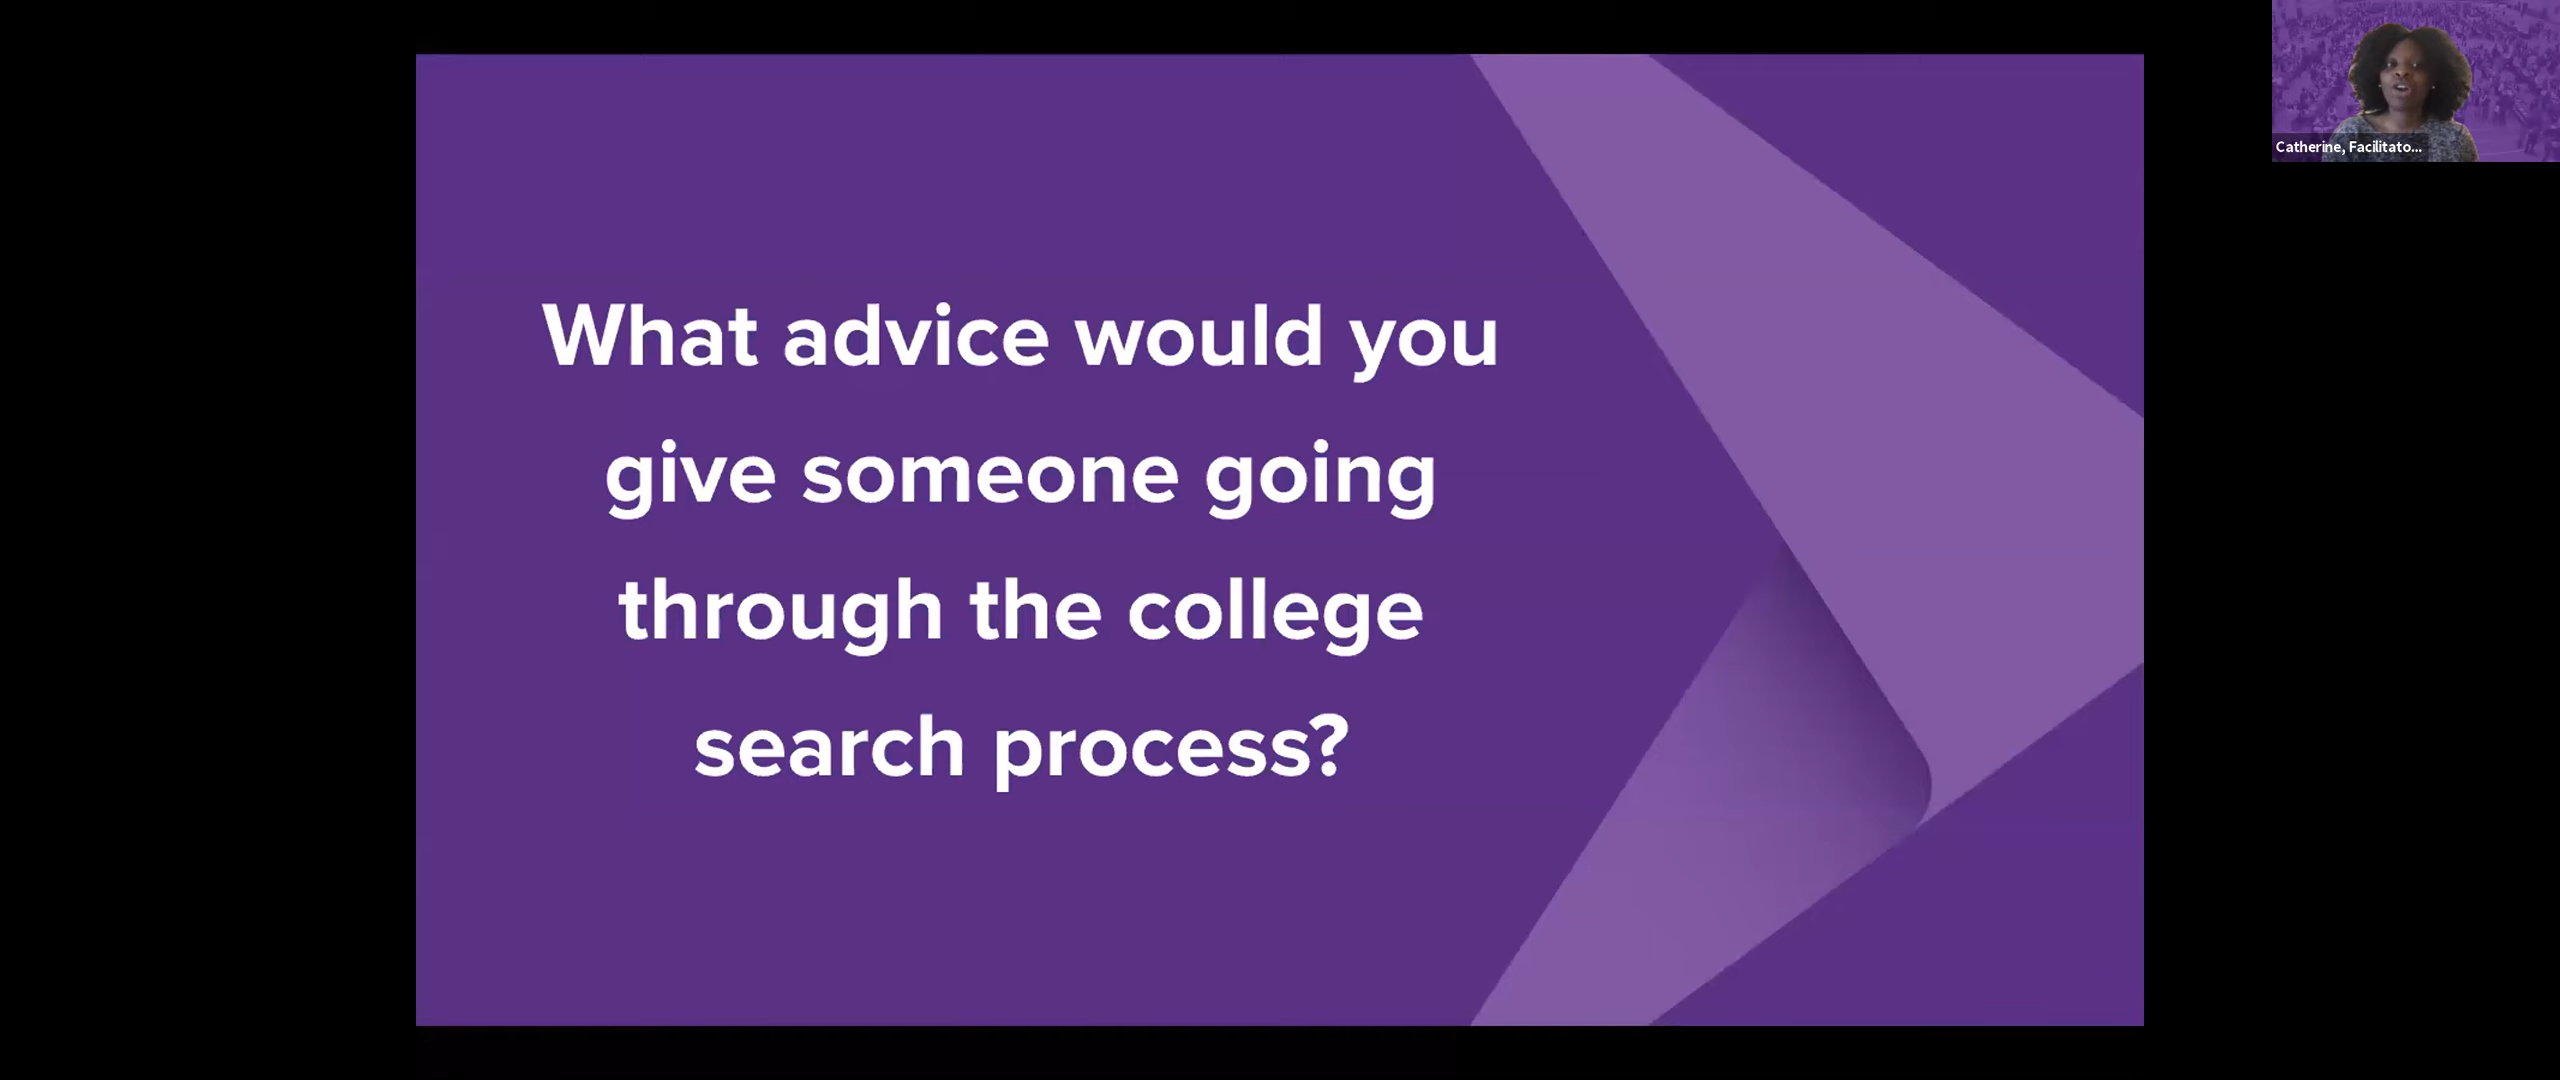 What advice would you
give someone going
through the college
search process?
Catherine, Facilitato...